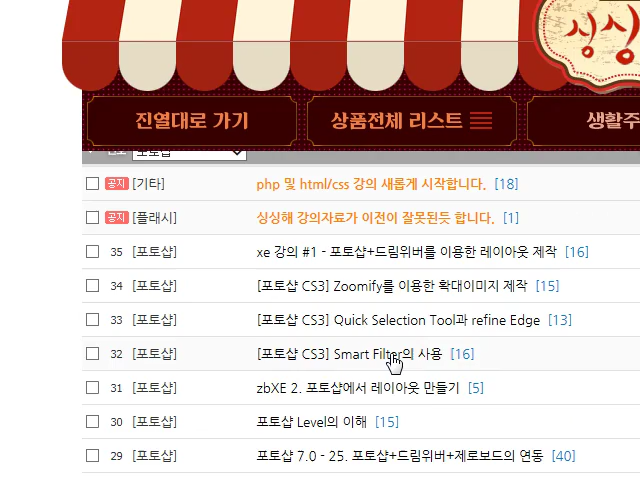 싱싱
진열대로 가기
상품전체 리스트
생활주
포토샵
공지 [기타] php 및 html/css 강의 새롭게 시작합니다. [18]
공지 [플래시] 싱싱해 강의자료가 이전이 잘못된듯 합니다. [1]
35 [포토샵] xe 강의 #1 - 포토샵+드림위버를 이용한 레이아웃 제작 [16]
34 [포토샵] [포토샵 CS3] Zoomify를 이용한 확대이미지 제작 [15]
33 [포토샵] [포토샵 CS3] Quick Selection Tool과 refine Edge [13]
32 [포토샵] [포토샵 CS3] Smart Filter의 사용 [16]
31 [포토샵] zbXE 2. 포토샵에서 레이아웃 만들기 [5]
30 [포토샵] 포토샵 Level의 이해 [15]
29 [포토샵] 포토샵 7.0 - 25. 포토샵+드림위버+제로보드의 연동 [40]